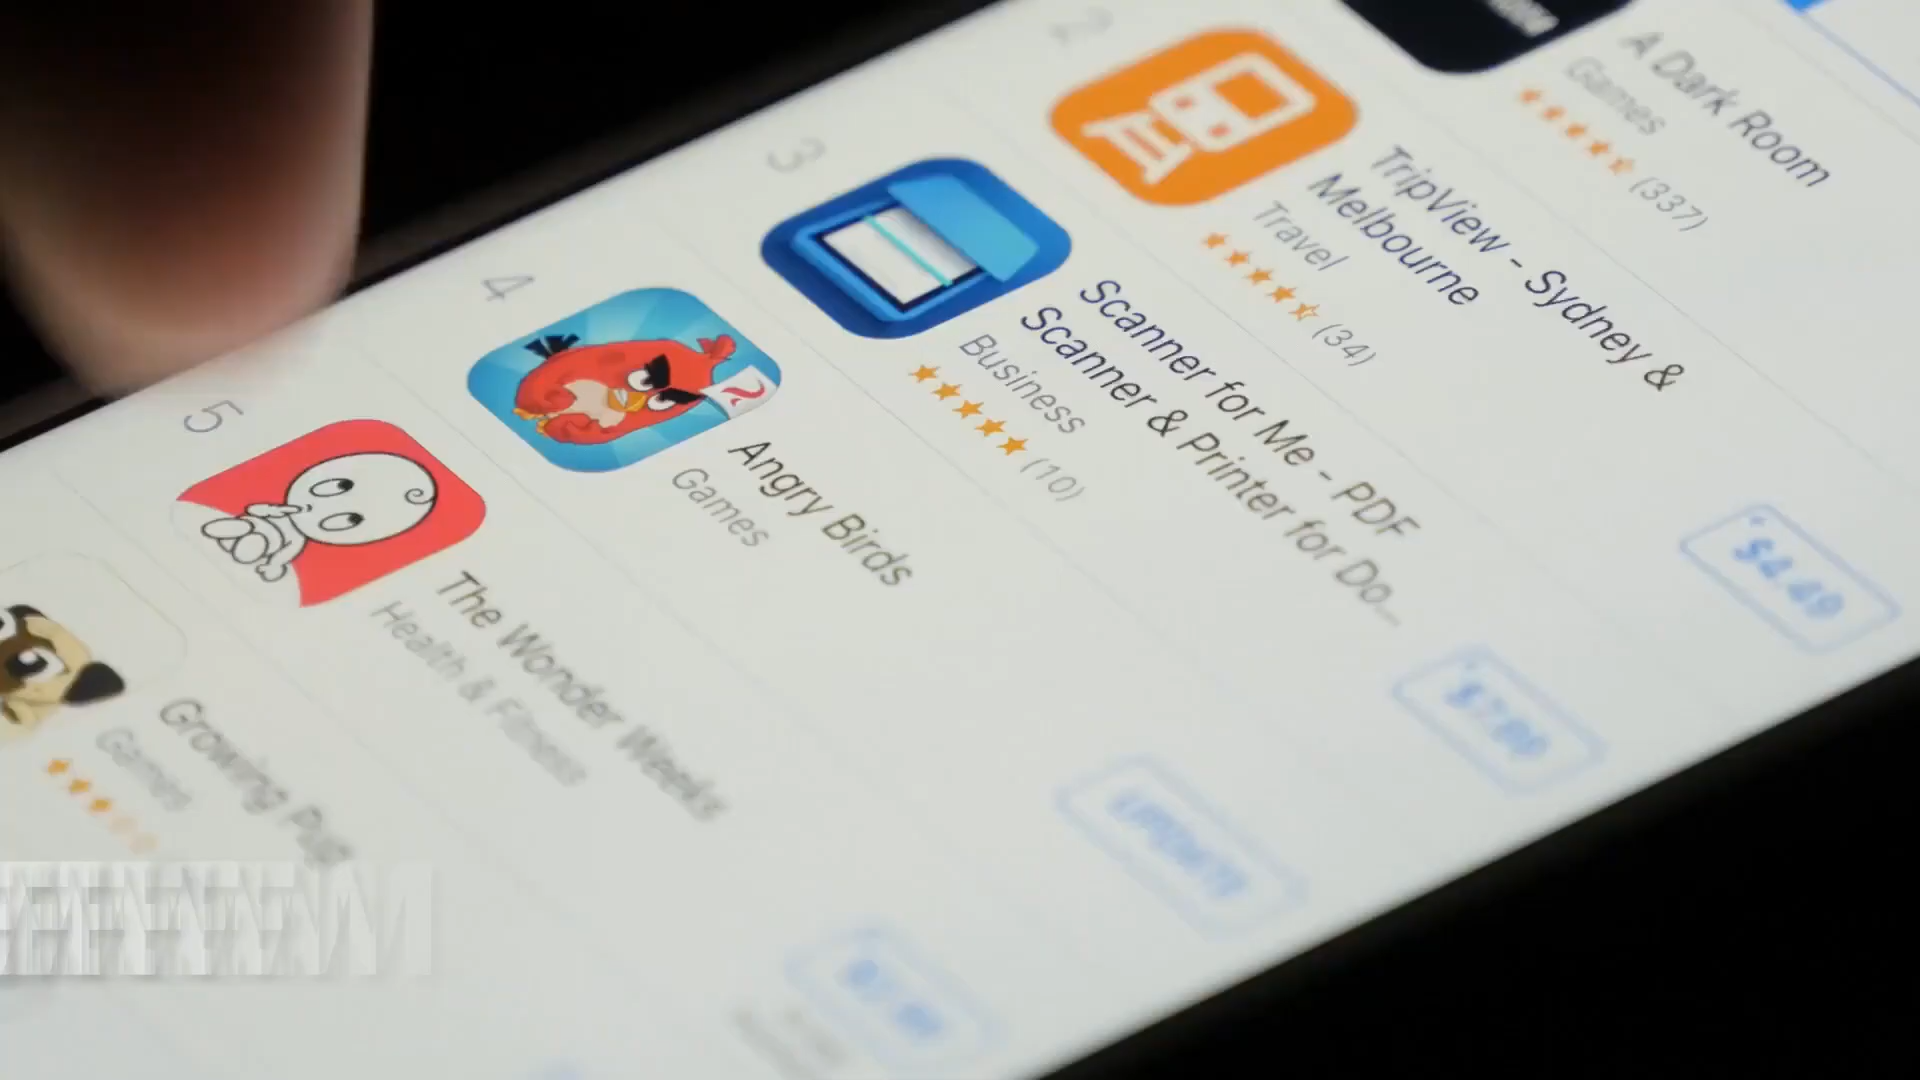 A Dark Room
Games
(337)
2
TripView - Sydney &
Melbourne
Travel
(34)
$4.49
3
Scanner for Me - PDF
Scanner & Printer for Do...
Business
(10)
4
Angry Birds
Games
UPDATE
5
The Wonder Weeks
Health & Fitness
Growing Pug
Games